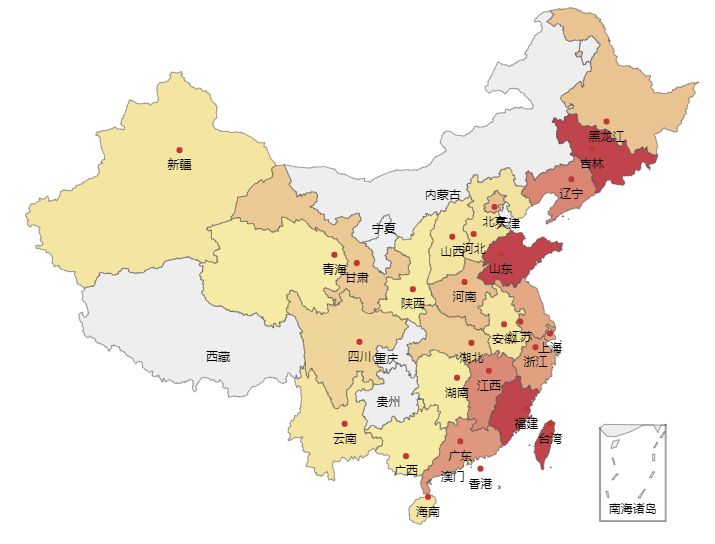 黑龙江
吉林
新疆
辽宁
内蒙古
北京
天津
宁夏
河北
山西
山东
青海
甘肃
河南
陕西
江苏
安徽
上海
西藏
四川
重庆
湖北
浙江
江西
湖南
贵州
福建
云南
台湾
广东
广西
澳门
香港
海南
南海诸岛